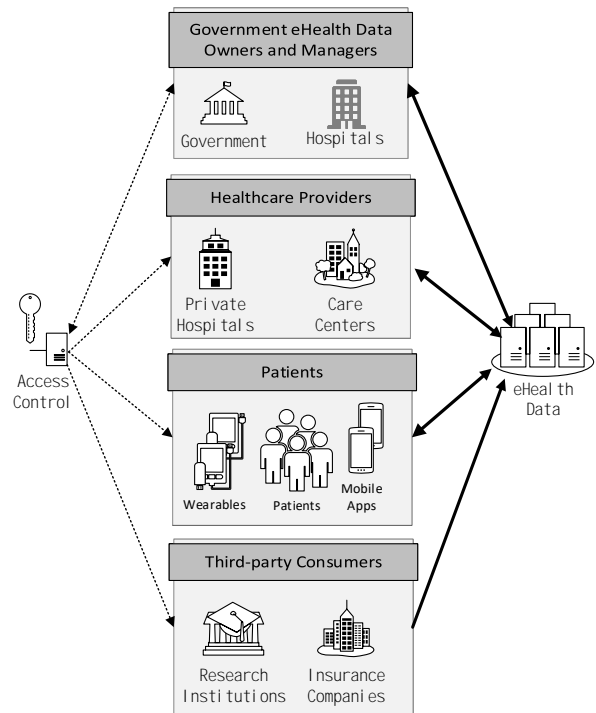 Government eHealth Data
Owners and Managers
Government
Hospitals
Healthcare Providers
Private
Hospitals
Care
Centers
Access
Control
eHealth
Data
Patients
Wearables
Patients
Mobile
Apps
Third-party Consumers
Research
Institutions
Insurance
Companies